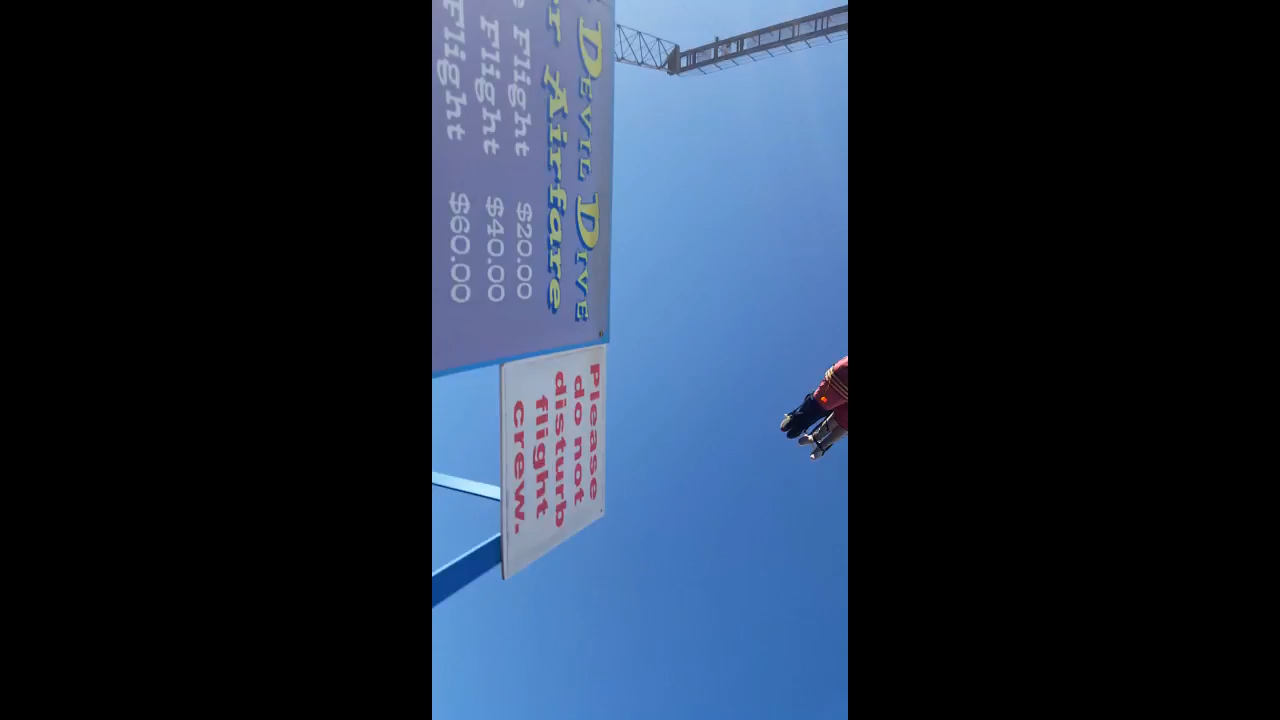 DEVIL DIVE
Airfare
Flight $20.00
Flight $40.00
Flight $60.00
Please
do not
disturb
flight
crew.